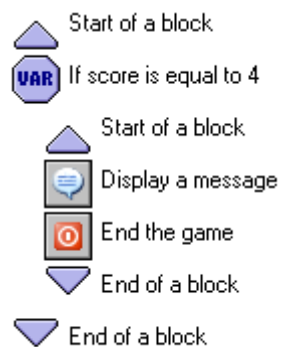 Start of a block
VAR If score is equal to 4
Start of a block
Display a message
End the game
End of a block
End of a block